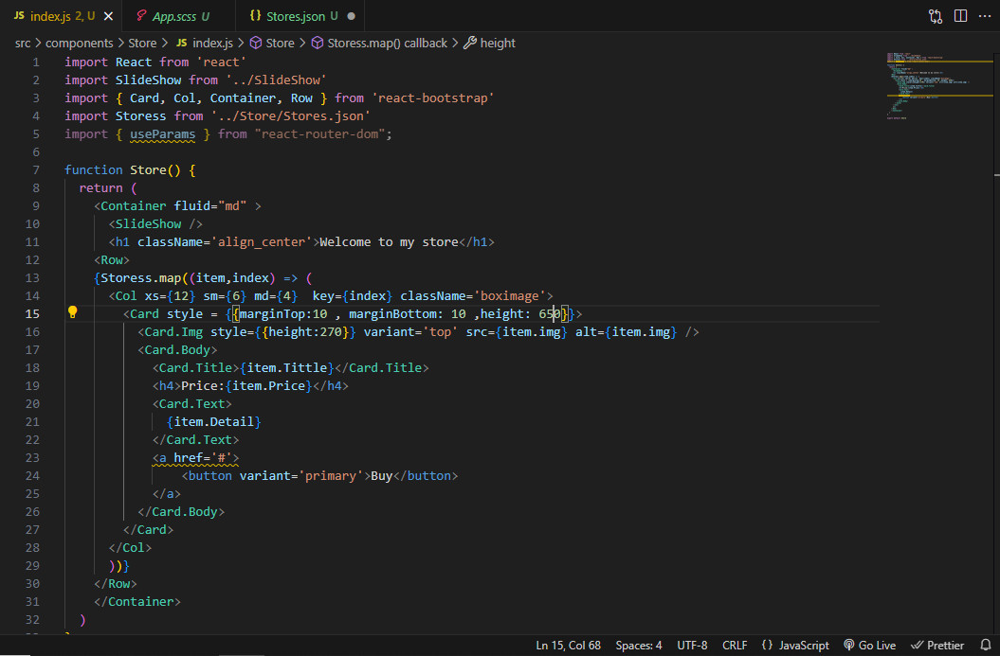 JS index.js 2, U App.scss U {} Stores.json U
src > components > Store > JS index.js > Store > Storess.map() callback > height
1 import React from 'react'
2 import SlideShow from '../SlideShow'
3 import { Card, Col, Container, Row } from 'react-bootstrap'
4 import Storess from '../Store/Stores.json'
5 import { useParams } from "react-router-dom";
6
7 function Store() {
8 return (
9 <Container fluid="md" >
10 <SlideShow />
11 <h1 className='align_center'>Welcome to my store</h1>
12 <Row>
13 {Storess.map((item,index) => (
14 <Col xs={12} sm={6} md={4}  key={index} className='boximage'>
15 <Card style = {{marginTop:10 , marginBottom: 10 ,height: 650}}>
16 <Card.Img style={{height:270}} variant='top' src={item.img} alt={item.img} />
17 <Card.Body>
18 <Card.Title>{item.Tittle}</Card.Title>
19 <h4>Price:{item.Price}</h4>
20 <Card.Text>
21 {item.Detail}
22 </Card.Text>
23 <a href='#'>
24 <button variant='primary'>Buy</button>
25 </a>
26 </Card.Body>
27 </Card>
28 </Col>
29 ))}
30 </Row>
31 </Container>
32 )
Ln 15, Col 68 Spaces: 4 UTF-8 CRLF {} JavaScript Go Live Prettier